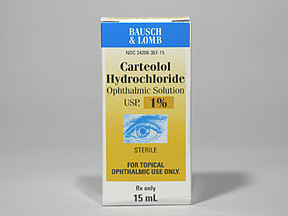 BAUSCH
& LOMB
NDC 24208-367-15
Carteolol
Hydrochloride
Ophthalmic Solution
USP, 1%
STERILE
FOR TOPICAL
OPHTHALMIC USE ONLY.
Rx only
15 mL